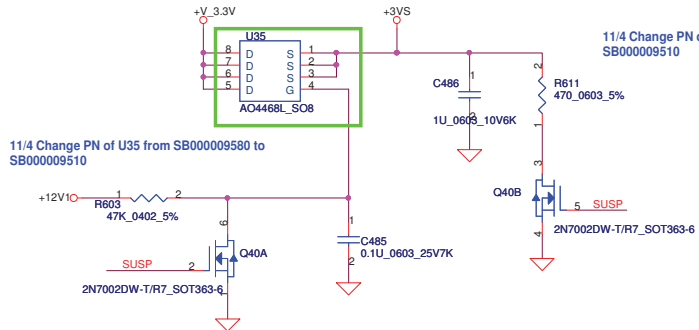 +V_3.3V
+3VS
11/4 Change PN o
SB000009510
U35
8 D S 1
7 D S 2
6 D S 3
5 D G 4
AO4468L_SO8
C486
1
2
1U_0603_10V6K
2
R611
470_0603_5%
1
11/4 Change PN of U35 from SB000009580 to
SB000009510
+12V1
1
2
R603
47K_0402_5%
3
Q40B
5
SUSP
4
2N7002DW-T/R7_SOT363-6
6
Q40A
SUSP
2
1
2N7002DW-T/R7_SOT363-6
1
C485
0.1U_0603_25V7K
2